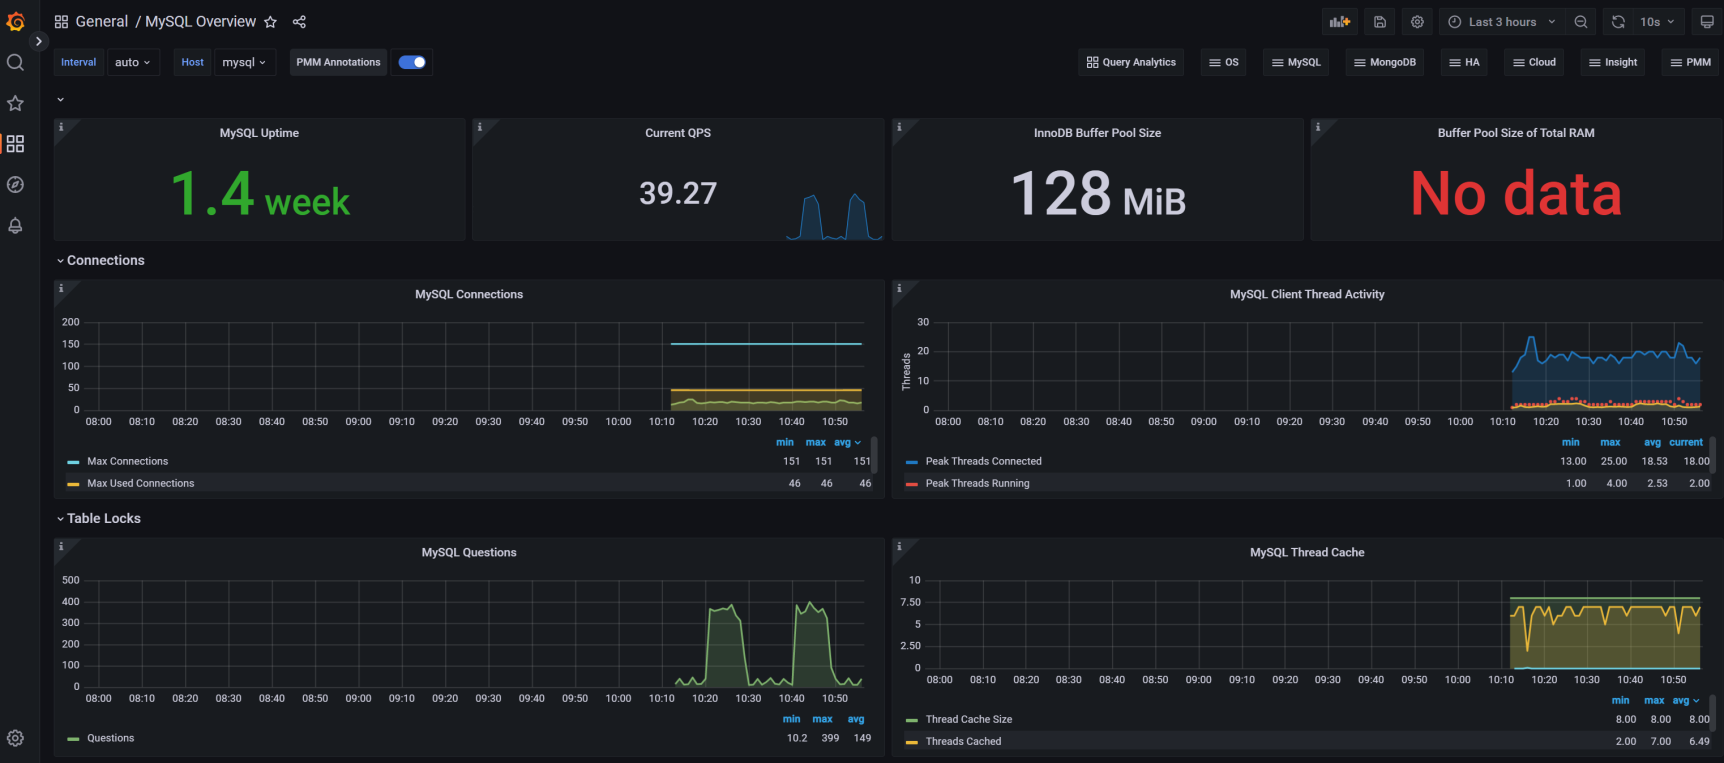 General / MySQL Overview
Last 3 hours
10s
Interval auto Host mysql PMM Annotations
Query Analytics OS MySQL MongoDB HA Cloud Insight PMM
MySQL Uptime
1.4 week
Current QPS
39.27
InnoDB Buffer Pool Size
128 MiB
Buffer Pool Size of Total RAM
No data
Connections
MySQL Connections
200
150
100
50
0
08:00 08:10 08:20 08:30 08:40 08:50 09:00 09:10 09:20 09:30 09:40 09:50 10:00 10:10 10:20 10:30 10:40 10:50
min max avg
Max Connections 151 151 151
Max Used Connections 46 46 46
MySQL Client Thread Activity
Threads
30
20
10
0
08:00 08:10 08:20 08:30 08:40 08:50 09:00 09:10 09:20 09:30 09:40 09:50 10:00 10:10 10:20 10:30 10:40 10:50
min max avg current
Peak Threads Connected 13.00 25.00 18.53 18.00
Peak Threads Running 1.00 4.00 2.53 2.00
Table Locks
MySQL Questions
500
400
300
200
100
0
08:00 08:10 08:20 08:30 08:40 08:50 09:00 09:10 09:20 09:30 09:40 09:50 10:00 10:10 10:20 10:30 10:40 10:50
min max avg
Questions 10.2 399 149
MySQL Thread Cache
10
7.50
5
2.50
0
08:00 08:10 08:20 08:30 08:40 08:50 09:00 09:10 09:20 09:30 09:40 09:50 10:00 10:10 10:20 10:30 10:40 10:50
min max avg
Thread Cache Size 8.00 8.00 8.00
Threads Cached 2.00 7.00 6.49